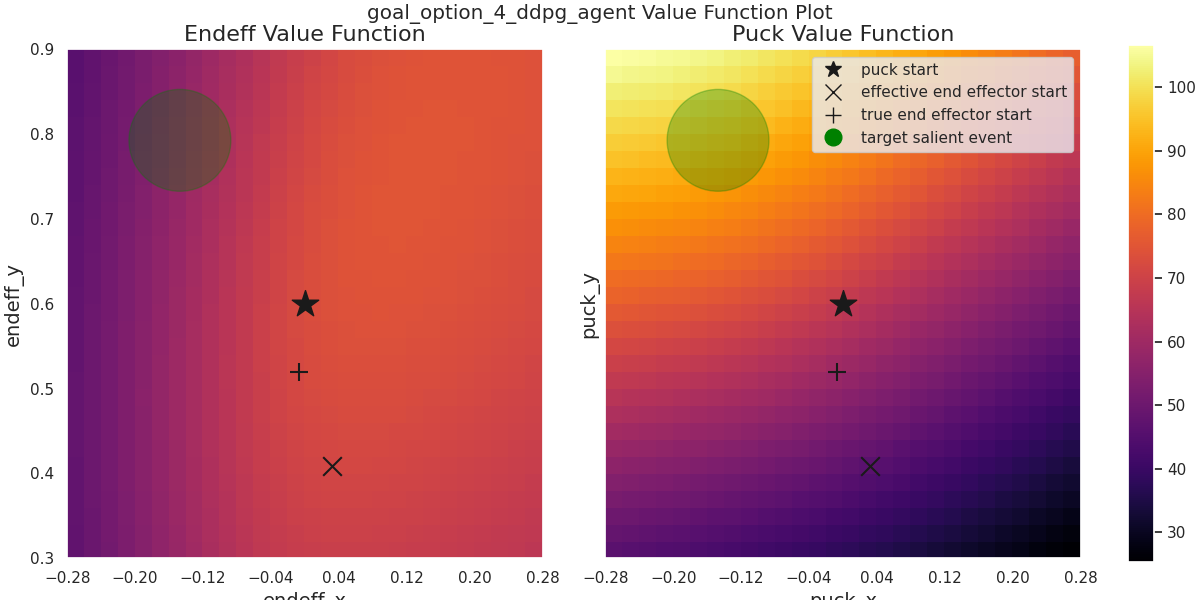 goal_option_4_ddpg_agent Value Function Plot
Endeff Value Function
Puck Value Function
puck start
effective end effector start
true end effector start
target salient event
endeff_y
0.9
0.8
0.7
0.6
0.5
0.4
0.3
−0.28 −0.20 −0.12 −0.04 0.04 0.12 0.20 0.28
endeff_x
puck_y
−0.28 −0.20 −0.12 −0.04 0.04 0.12 0.20 0.28
puck_x
100
90
80
70
60
50
40
30